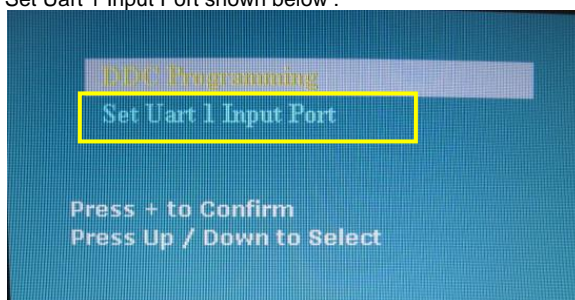 Set Uart 1 Input Port shown below :
DDC Programming
Set Uart 1 Input Port
Press + to Confirm
Press Up / Down to Select